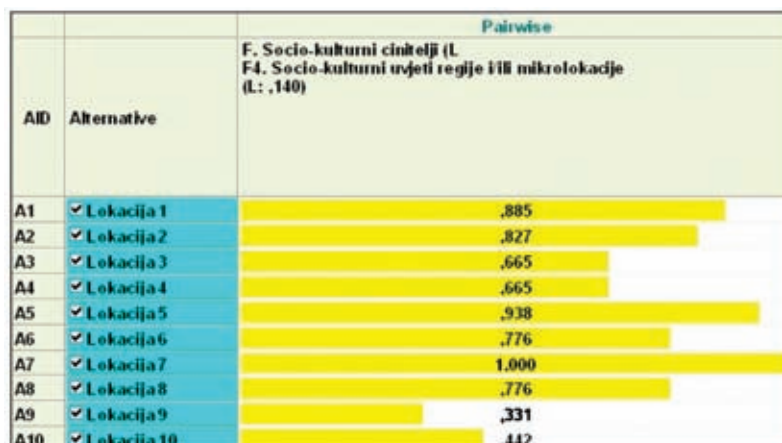 Pairwise
F. Socio-kulturni cinitelji (L
F4. Socio-kulturni uvjeti regije i/ili mikrolokacije
(L: ,140)
AID Alternative
A1 Lokacija 1 ,885
A2 Lokacija 2 ,827
A3 Lokacija 3 ,665
A4 Lokacija 4 ,665
A5 Lokacija 5 ,938
A6 Lokacija 6 ,776
A7 Lokacija 7 1,000
A8 Lokacija 8 ,776
A9 Lokacija 9 ,331
A10 Lokacija 10 ,442